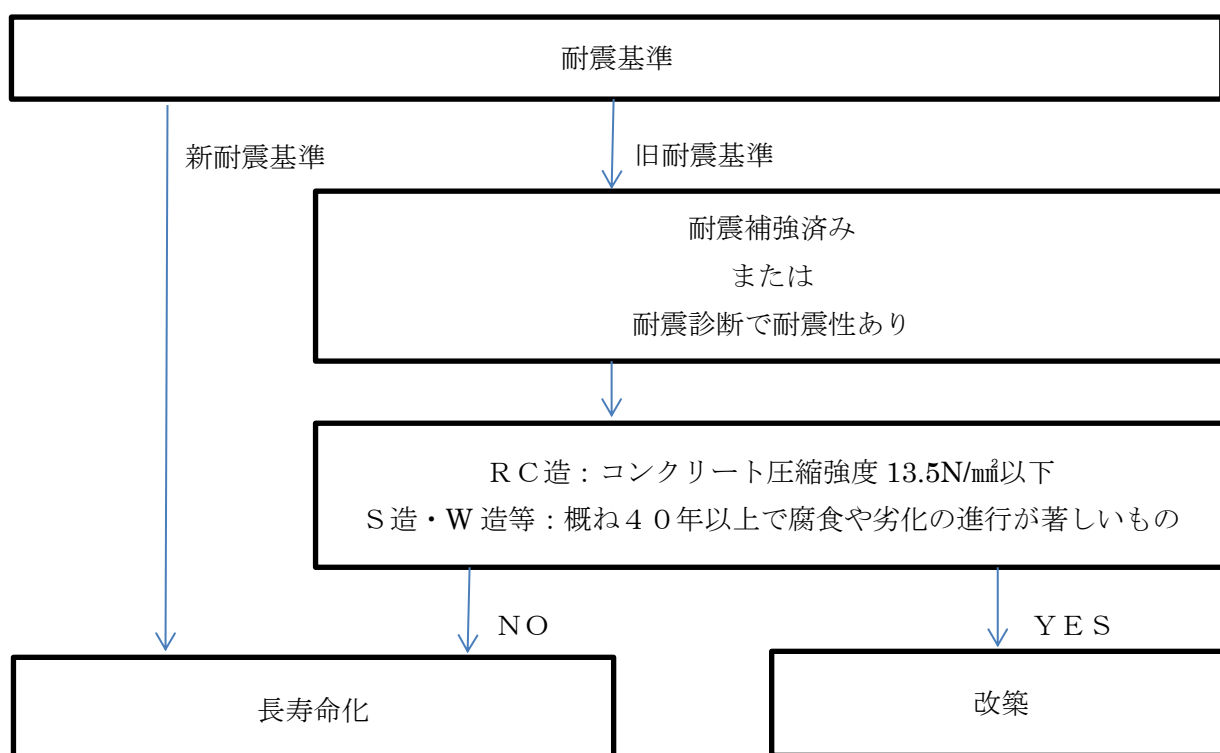 耐震基準
新耐震基準
旧耐震基準
耐震補強済み
または
耐震診断で耐震性あり
ＲＣ造：コンクリート圧縮強度 13.5N/㎟以下
Ｓ造・W 造等：概ね４０年以上で腐食や劣化の進行が著しいもの
ＮＯ
ＹＥＳ
長寿命化
改築